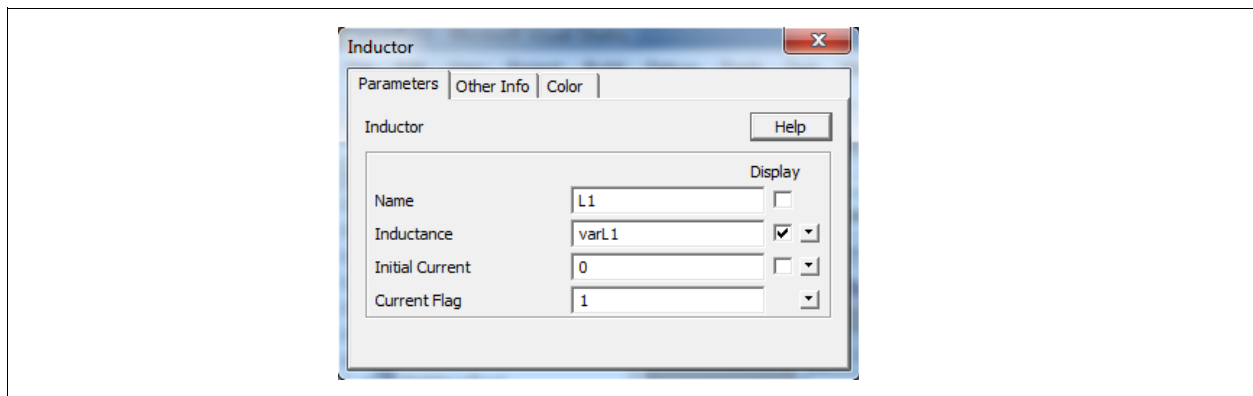 Inductor
Parameters Other Info Color
Inductor Help
Display
Name L1
Inductance varL1
Initial Current 0
Current Flag 1